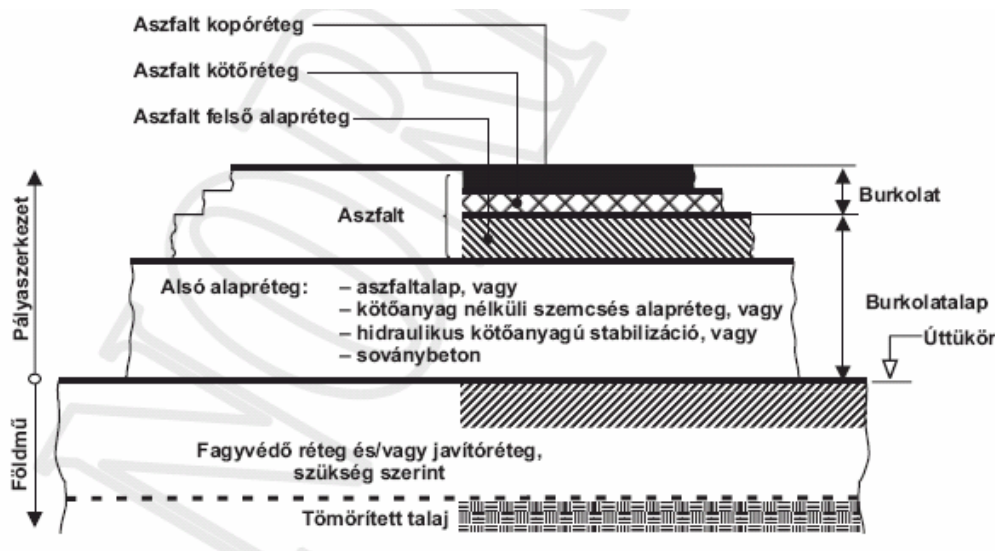 Aszfalt kopóréteg
Aszfalt kötőréteg
Aszfalt felső alapréteg
Aszfalt
Burkolat
Pályaszerkezet
Alsó alapréteg:
– aszfaltalap, vagy
– kötőanyag nélküli szemcsés alapréteg, vagy
– hidraulikus kötőanyagú stabilizáció, vagy
– soványbeton
Burkolatalap
Úttükör
Földmű
Fagyvédő réteg és/vagy javítóréteg,
szükség szerint
Tömörített talaj